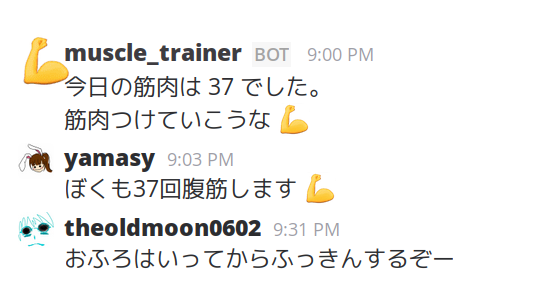 muscle_trainer BOT 9:00 PM
今日の筋肉は 37 でした。
筋肉つけていこうな 💪
yamasy 9:03 PM
ぼくも37回腹筋します 💪
theoldmoon0602 9:31 PM
おふろはいってからふっきんするぞー